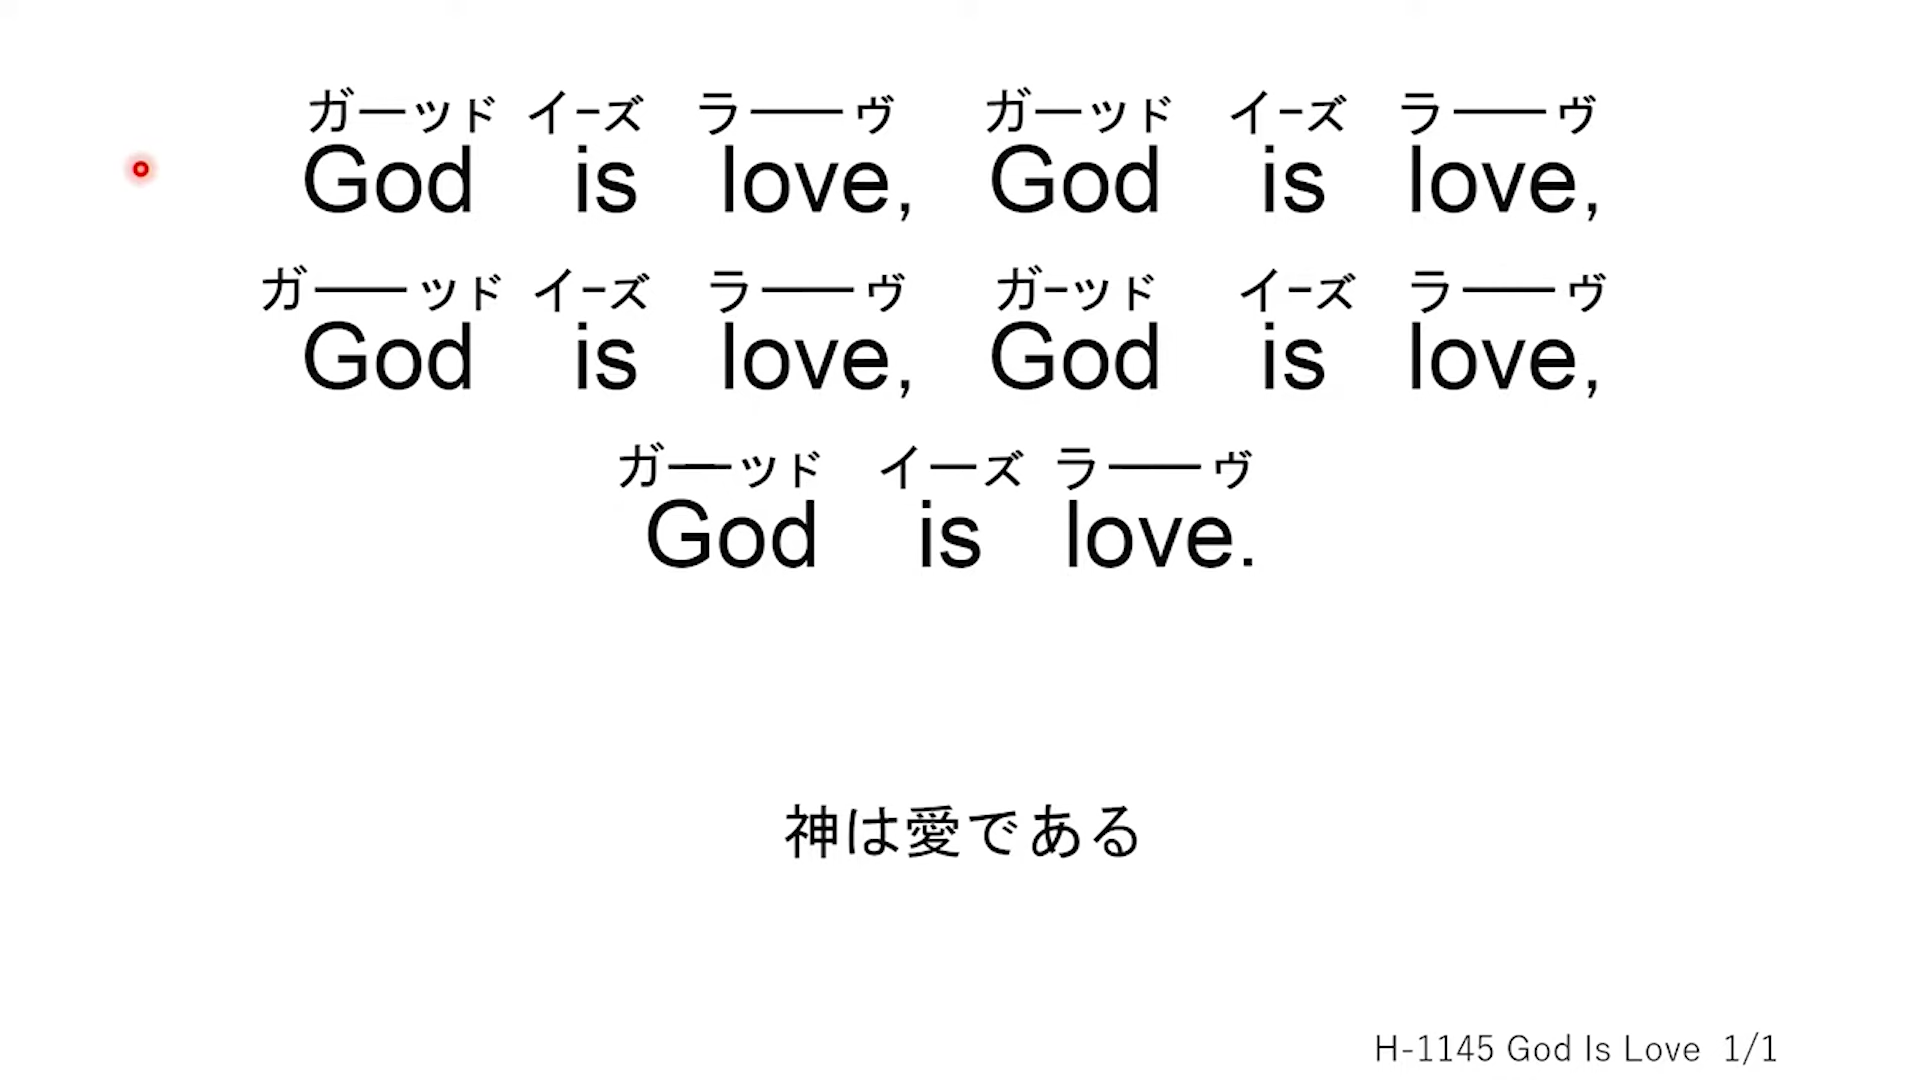 ガーッド イーズ ラーーヴ ガーッド イーズ ラーーヴ
God is love, God is love,
ガーーッド イーズ ラーーヴ ガーッド イーズ ラーーヴ
God is love, God is love,
ガーッド イーズ ラーーヴ
God is love.
神は愛である
H-1145 God Is Love 1/1